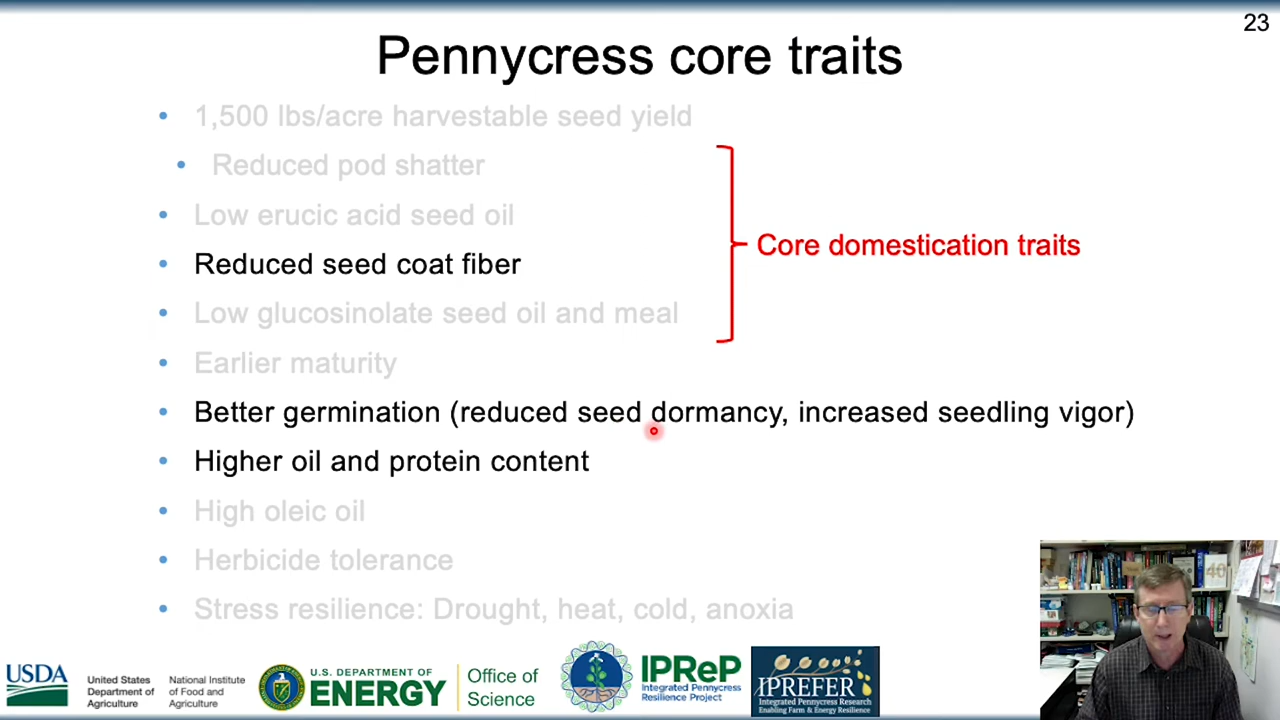 23
Pennycress core traits
• 1,500 lbs/acre harvestable seed yield
• Reduced pod shatter
• Low erucic acid seed oil
• Reduced seed coat fiber
Core domestication traits
• Low glucosinolate seed oil and meal
• Earlier maturity
• Better germination (reduced seed dormancy, increased seedling vigor)
• Higher oil and protein content
• High oleic oil
• Herbicide tolerance
• Stress resilience: Drought, heat, cold, anoxia
40
USDA
United States
Department of
Agriculture
National Institute
of Food and
Agriculture
U.S. DEPARTMENT OF
ENERGY
Office of
Science
IPReP
Integrated Pennycress
Resilience Project
IPREFER
Integrated Pennycress Research
Enabling Farm & Energy Resilience